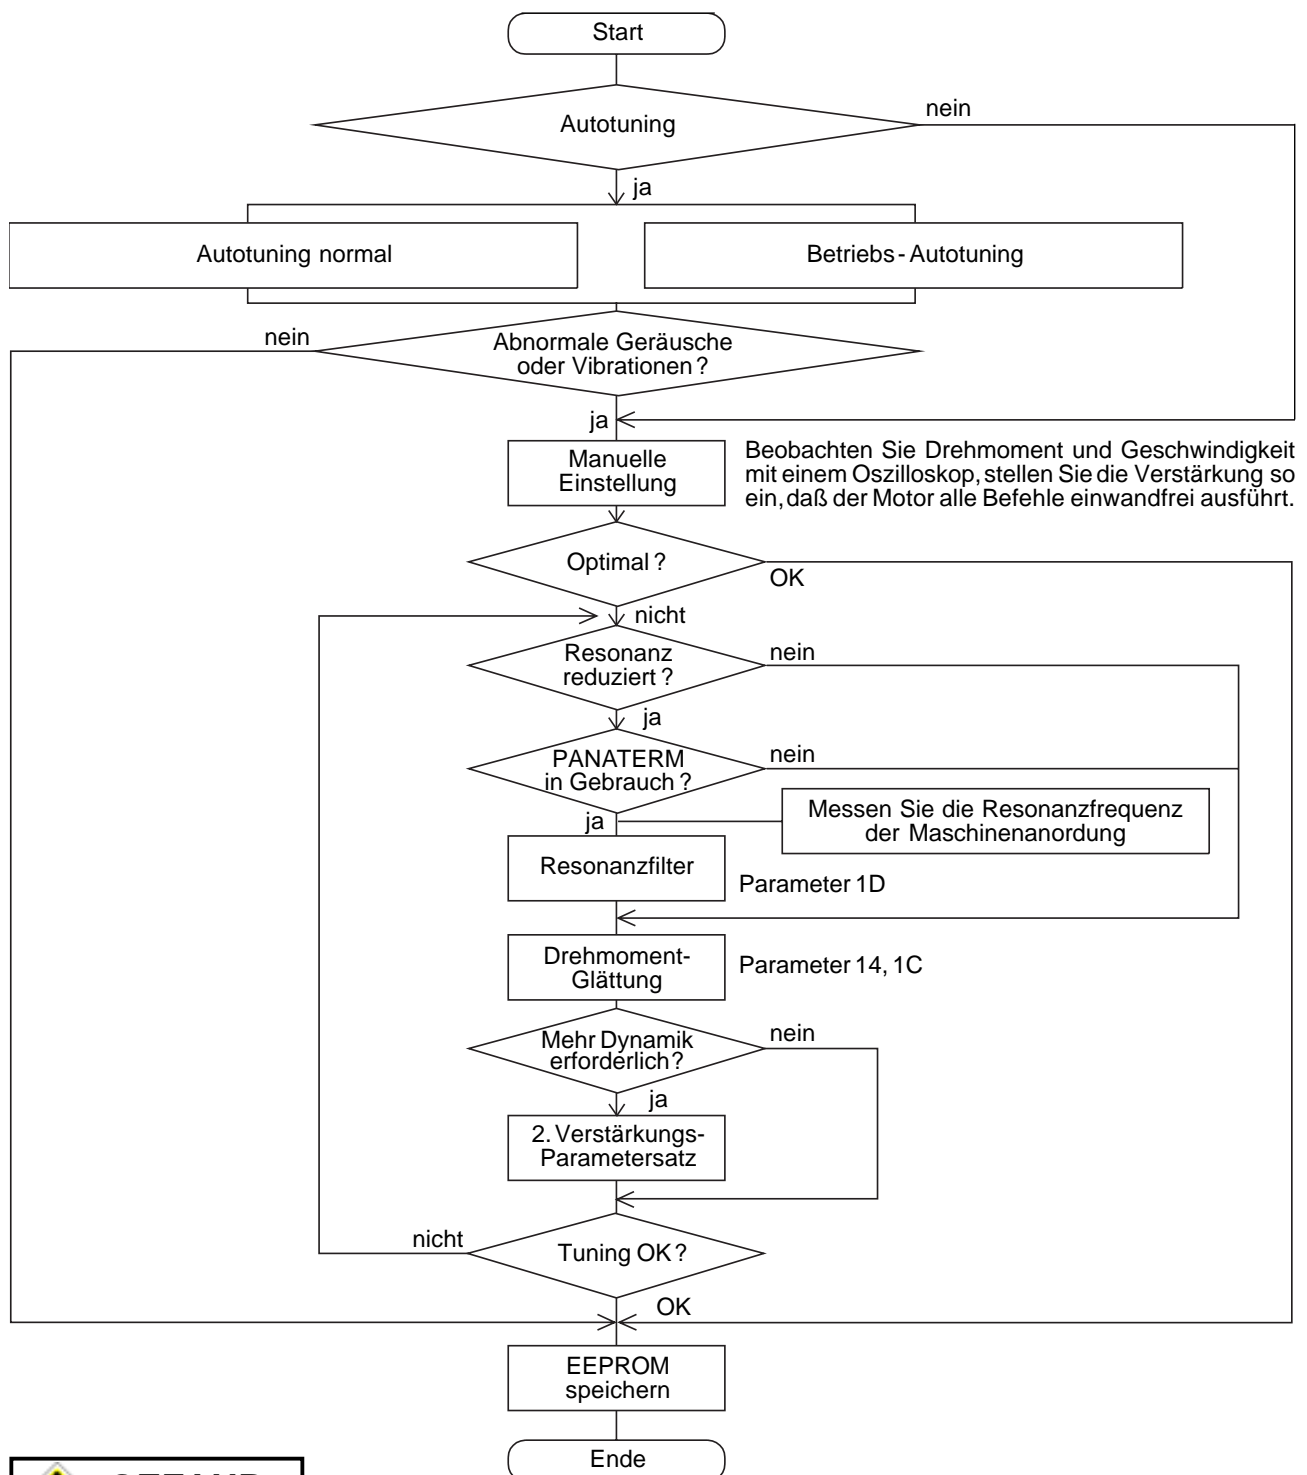 Start
Autotuning
nein
ja
Autotuning normal
Betriebs-Autotuning
nein
Abnormale Geräusche
oder Vibrationen?
ja
Manuelle
Einstellung
Beobachten Sie Drehmoment und Geschwindigkeit
mit einem Oszilloskop, stellen Sie die Verstärkung so
ein, daß der Motor alle Befehle einwandfrei ausführt.
Optimal?
OK
nicht
Resonanz
reduziert?
nein
ja
PANATERM
in Gebrauch?
nein
ja
Messen Sie die Resonanzfrequenz
der Maschinenanordung
Resonanzfilter
Parameter 1D
Drehmoment-
Glättung
Parameter 14, 1C
Mehr Dynamik
erforderlich?
nein
ja
2. Verstärkungs-
Parametersatz
nicht
Tuning OK?
OK
EEPROM
speichern
Ende